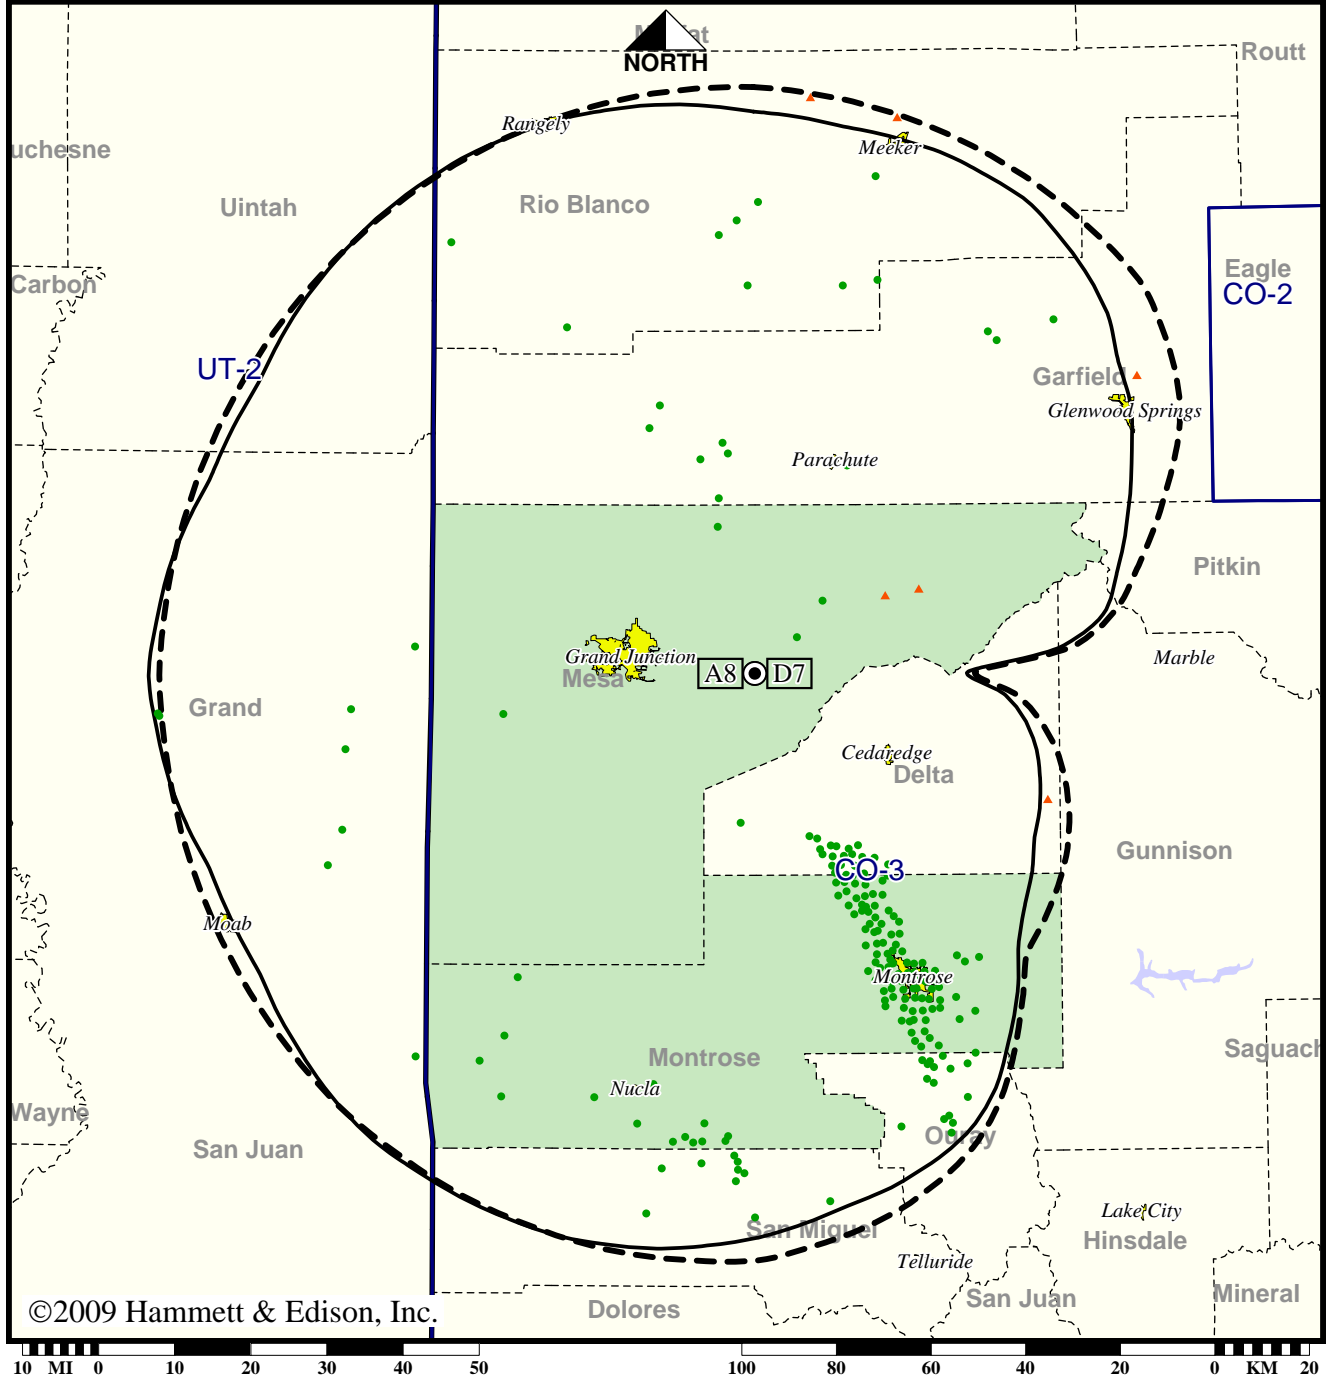 NORTH
Routt
Rangely
Meeker
uchesne
Uintah
Rio Blanco
Carbon
Eagle
CO-2
UT-2
Garfield
Glenwood Springs
Parachute
Pitkin
Grand Junction
Mesa
A8
D7
Marble
Grand
Cedaredge
Delta
CO-3
Gunnison
Moab
Montrose
Montrose
Saguach
Nucla
Wayne
San Juan
Ouray
Lake City
San Miguel
Hinsdale
Telluride
San Juan
Mineral
Dolores
©2009 Hammett & Edison, Inc.
10 MI 0 10 20 30 40 50 100 80 60 40 20 0 KM 20